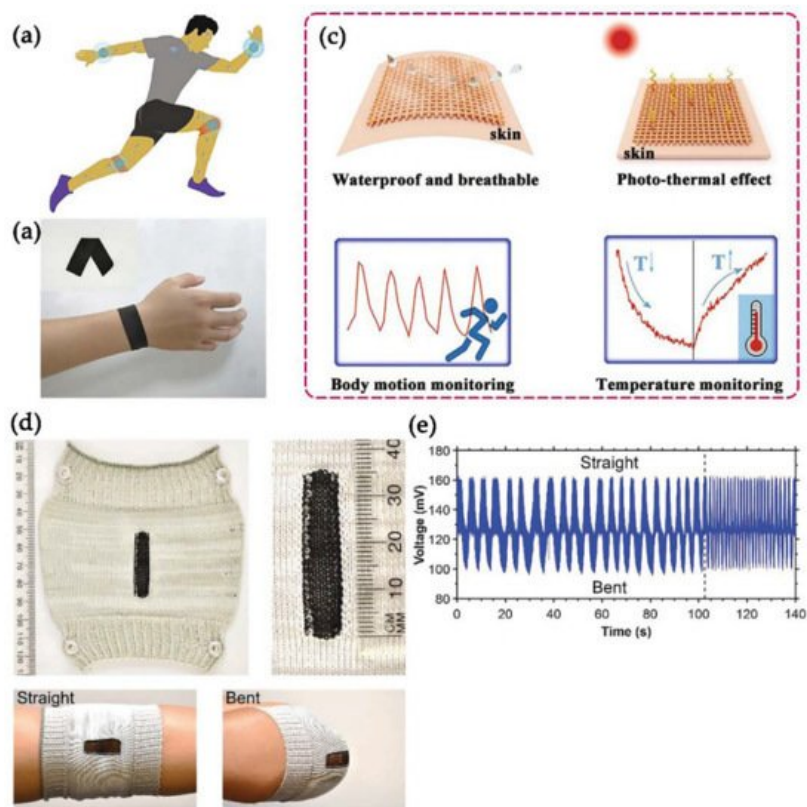 (a)
(c)
skin
skin
Waterproof and breathable
Photo-thermal effect
(a)
T↓
T↑
Body motion monitoring
Temperature monitoring
(d)
40
30
20
10
CM
MM
(e)
180
160
140
120
100
80
Voltage (mV)
Straight
Bent
0 20 40 60 80 100 120 140
Time (s)
Straight
Bent